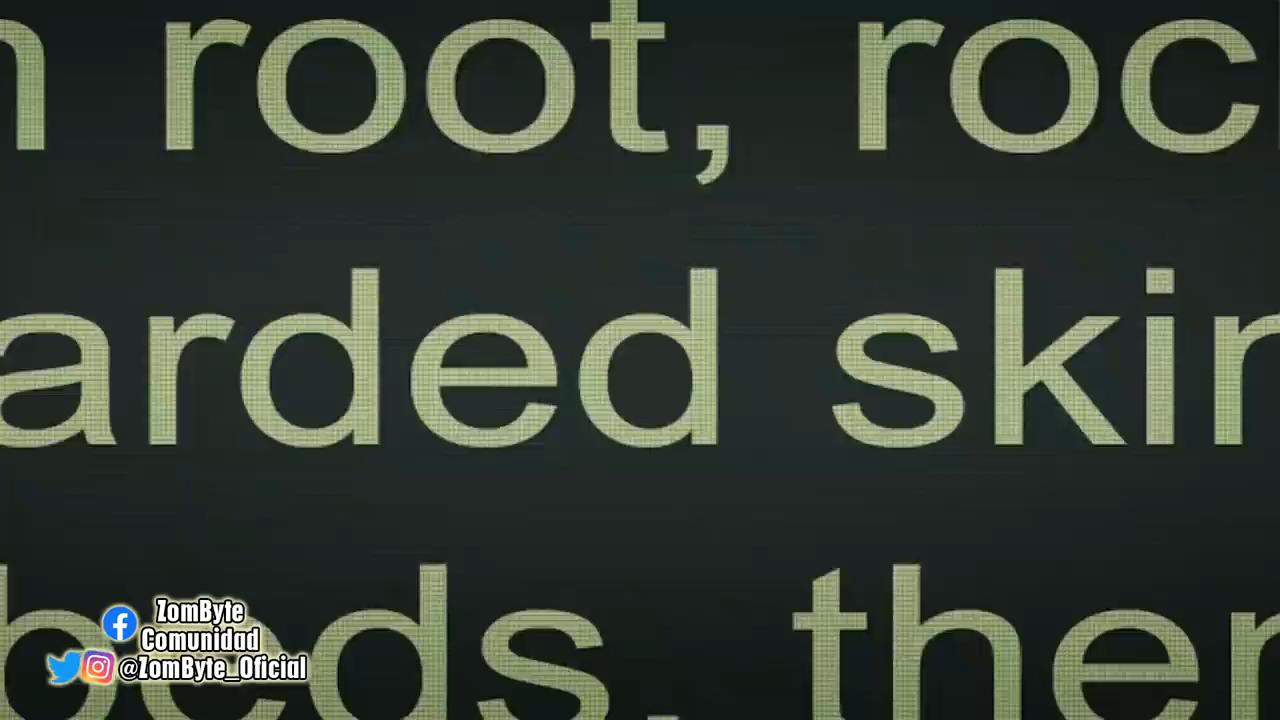 n root, roc
arded skin
beds, ther
ZomByte
Comunidad
@ZomByte_Oficial